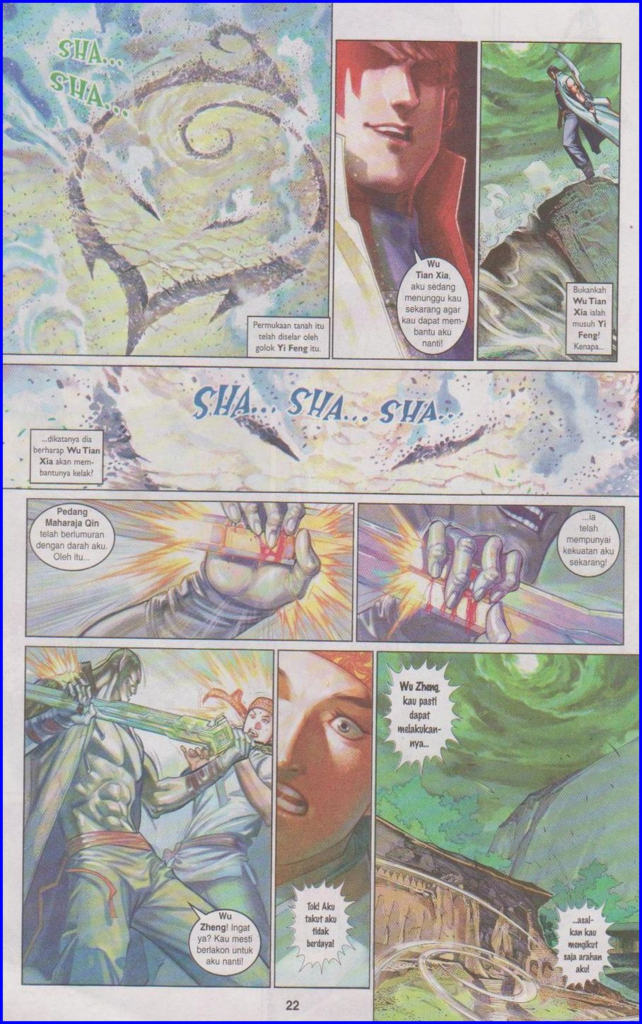 SHA...
SHA...
Permukaan tanah itu
telah diselar oleh
golok Yi Feng itu.
Wu
Tian Xia,
aku sedang
menunggu kau
sekarang agar
kau dapat mem-
bantu aku
nanti!
Bukankah
Wu Tian
Xia ialah
musuh Yi
Feng!
Kenapa...
SHA... SHA... SHA...
...dikatanya dia
berharap Wu Tian
Xia akan mem-
bantunya kelak?
Pedang
Maharaja Qin
telah berlumuran
dengan darah aku.
Oleh itu...
...ia
telah
mempunyai
kekuatan aku
sekarang!
Wu
Zheng! Ingat
ya? Kau mesti
berlakon untuk
aku nanti!
Tok! Aku
takut aku
tidak
berdaya!
Wu Zheng,
kau pasti
dapat
melakukan-
nya...
...asal-
kan kau
mengikut
saja arahan
aku!
22